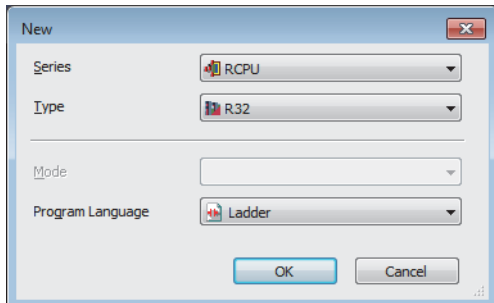 New
Series RCPU
Type R32
Mode
Program Language Ladder
OK Cancel